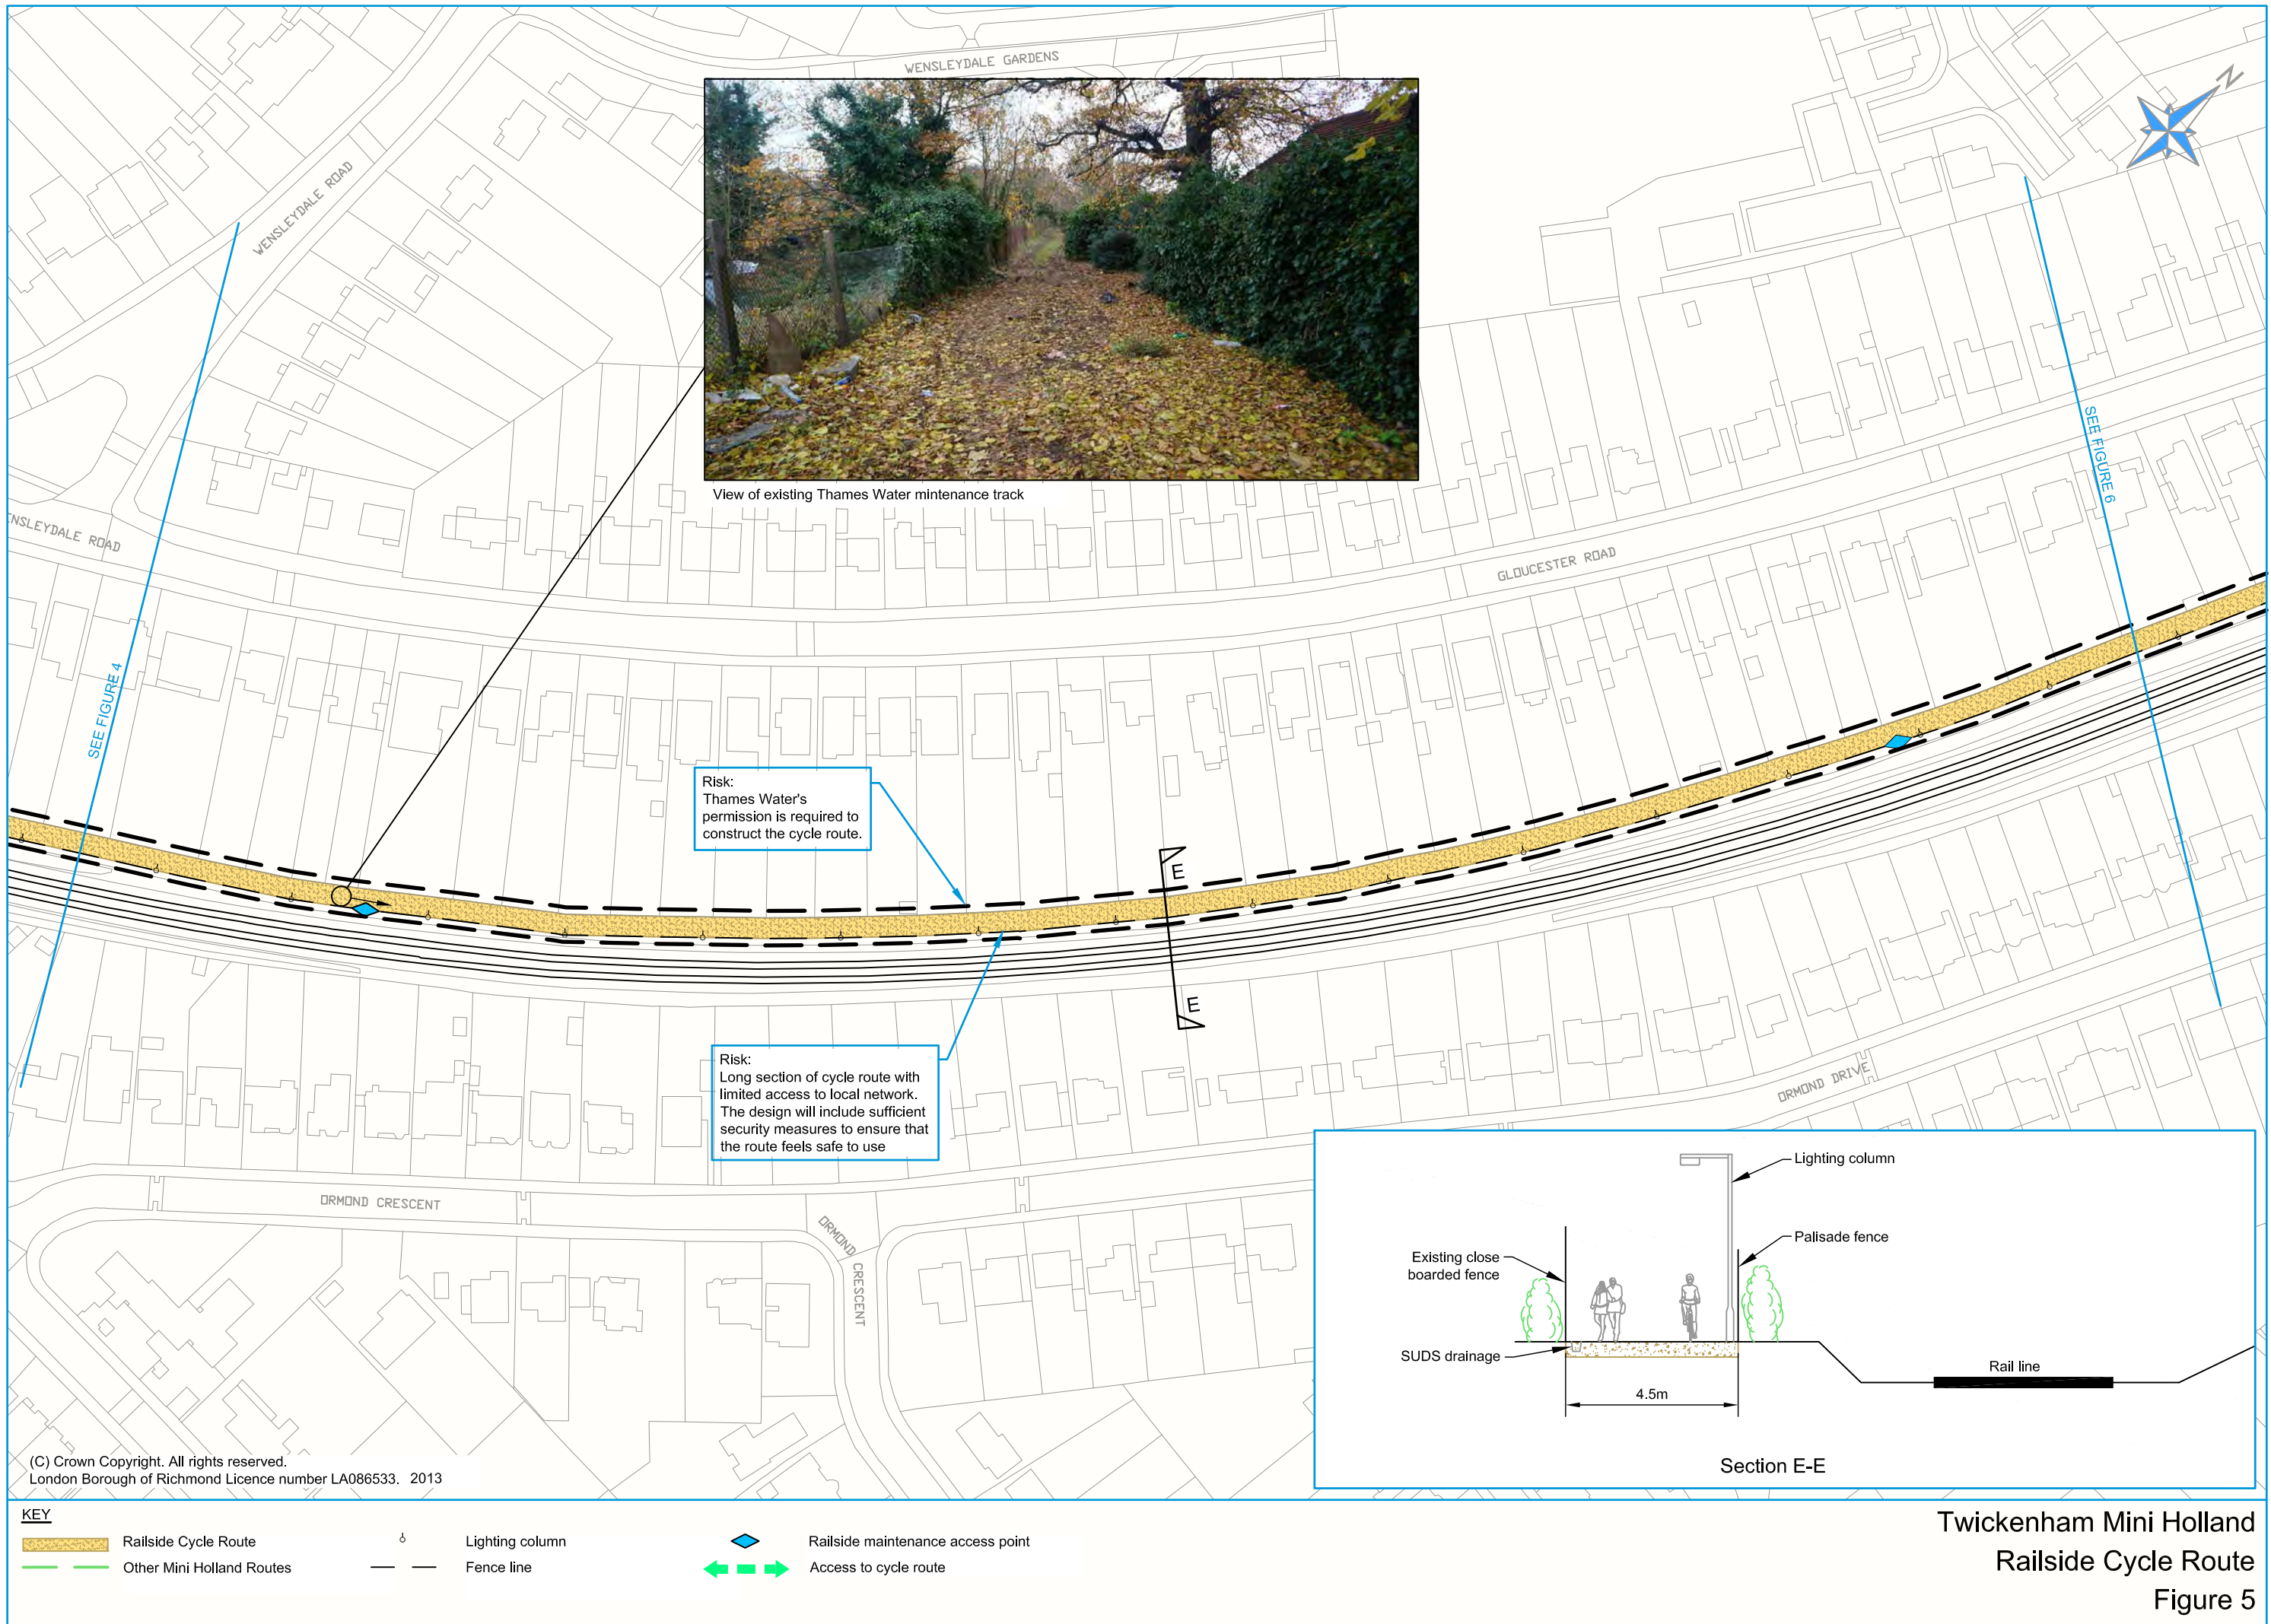 WENSLEYDALE GARDENS
N
WENSLEYDALE ROAD
View of existing Thames Water mintenance track
ENSLEYDALE ROAD
GLOUCESTER ROAD
SEE FIGURE 4
SEE FIGURE 6
Risk:
Thames Water's
permission is required to
construct the cycle route.
E
E
Risk:
Long section of cycle route with
limited access to local network.
The design will include sufficient
security measures to ensure that
the route feels safe to use
ORMOND DRIVE
ORMOND CRESCENT
ORMOND CRESCENT
Lighting column
Palisade fence
Existing close
boarded fence
SUDS drainage
Rail line
4.5m
Section E-E
(C) Crown Copyright. All rights reserved.
London Borough of Richmond Licence number LA086533. 2013
KEY
Railside Cycle Route
Lighting column
Railside maintenance access point
Other Mini Holland Routes
Fence line
Access to cycle route
Twickenham Mini Holland
Railside Cycle Route
Figure 5